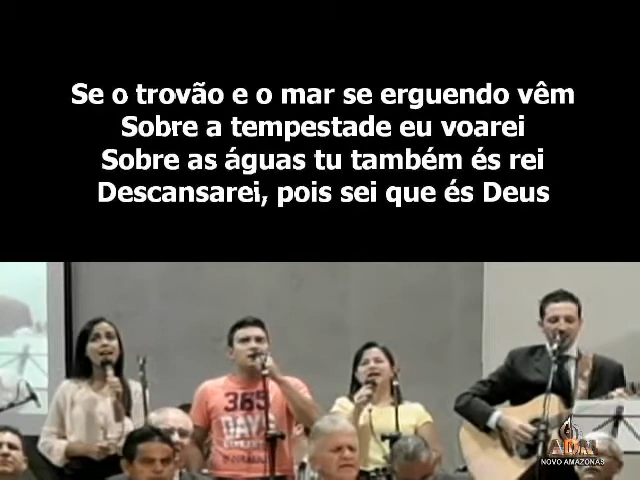 Se o trovão e o mar se erguendo vêm
Sobre a tempestade eu voarei
Sobre as águas tu também és rei
Descansarei, pois sei que és Deus
365
DAYS
NOVO AMAZONAS